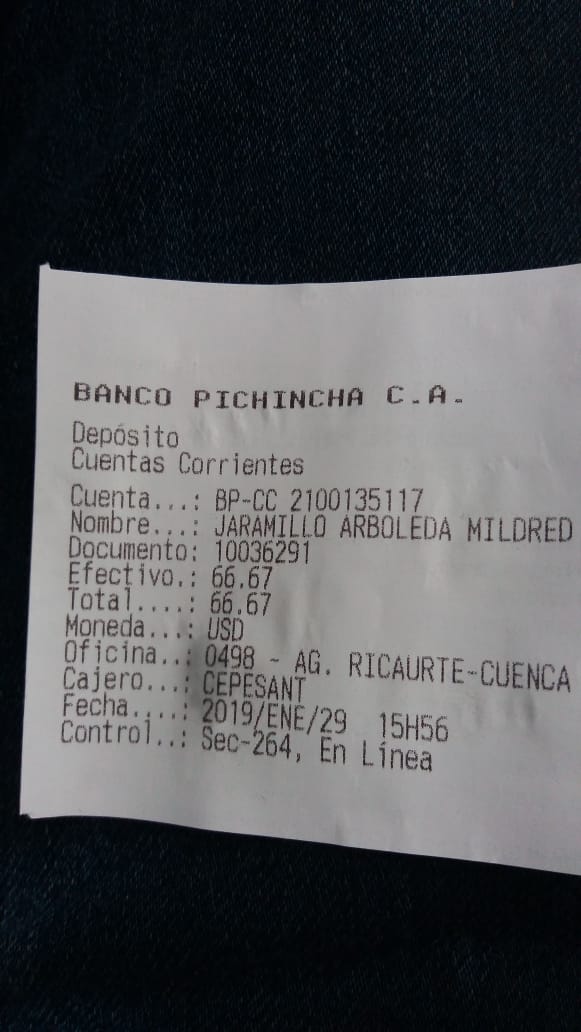 BANCO PICHINCHA C.A.
Depósito
Cuentas Corrientes
Cuenta...: BP-CC 2100135117
Nombre...: JARAMILLO ARBOLEDA MILDRED
Documento: 10036291
Efectivo.: 66.67
Total....: 66.67
Moneda...: USD
Oficina..: 0498 - AG. RICAURTE-CUENCA
Cajero...: CEPESANT
Fecha....: 2019/ENE/29 15H56
Control..: Sec-264, En Línea